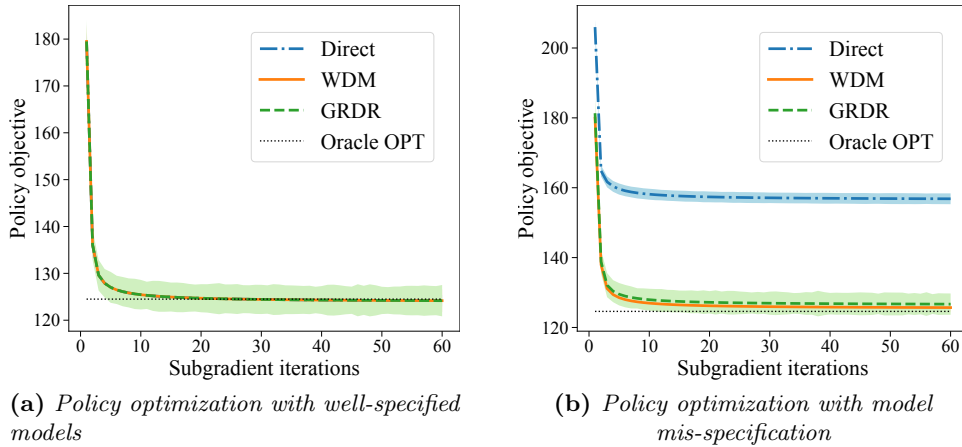 180
170
160
150
140
130
120
Policy objective
Direct
WDM
GRDR
Oracle OPT
0 10 20 30 40 50 60
Subgradient iterations
(a) Policy optimization with well-specified
models
200
180
160
140
120
Policy objective
Direct
WDM
GRDR
Oracle OPT
0 10 20 30 40 50 60
Subgradient iterations
(b) Policy optimization with model
mis-specification